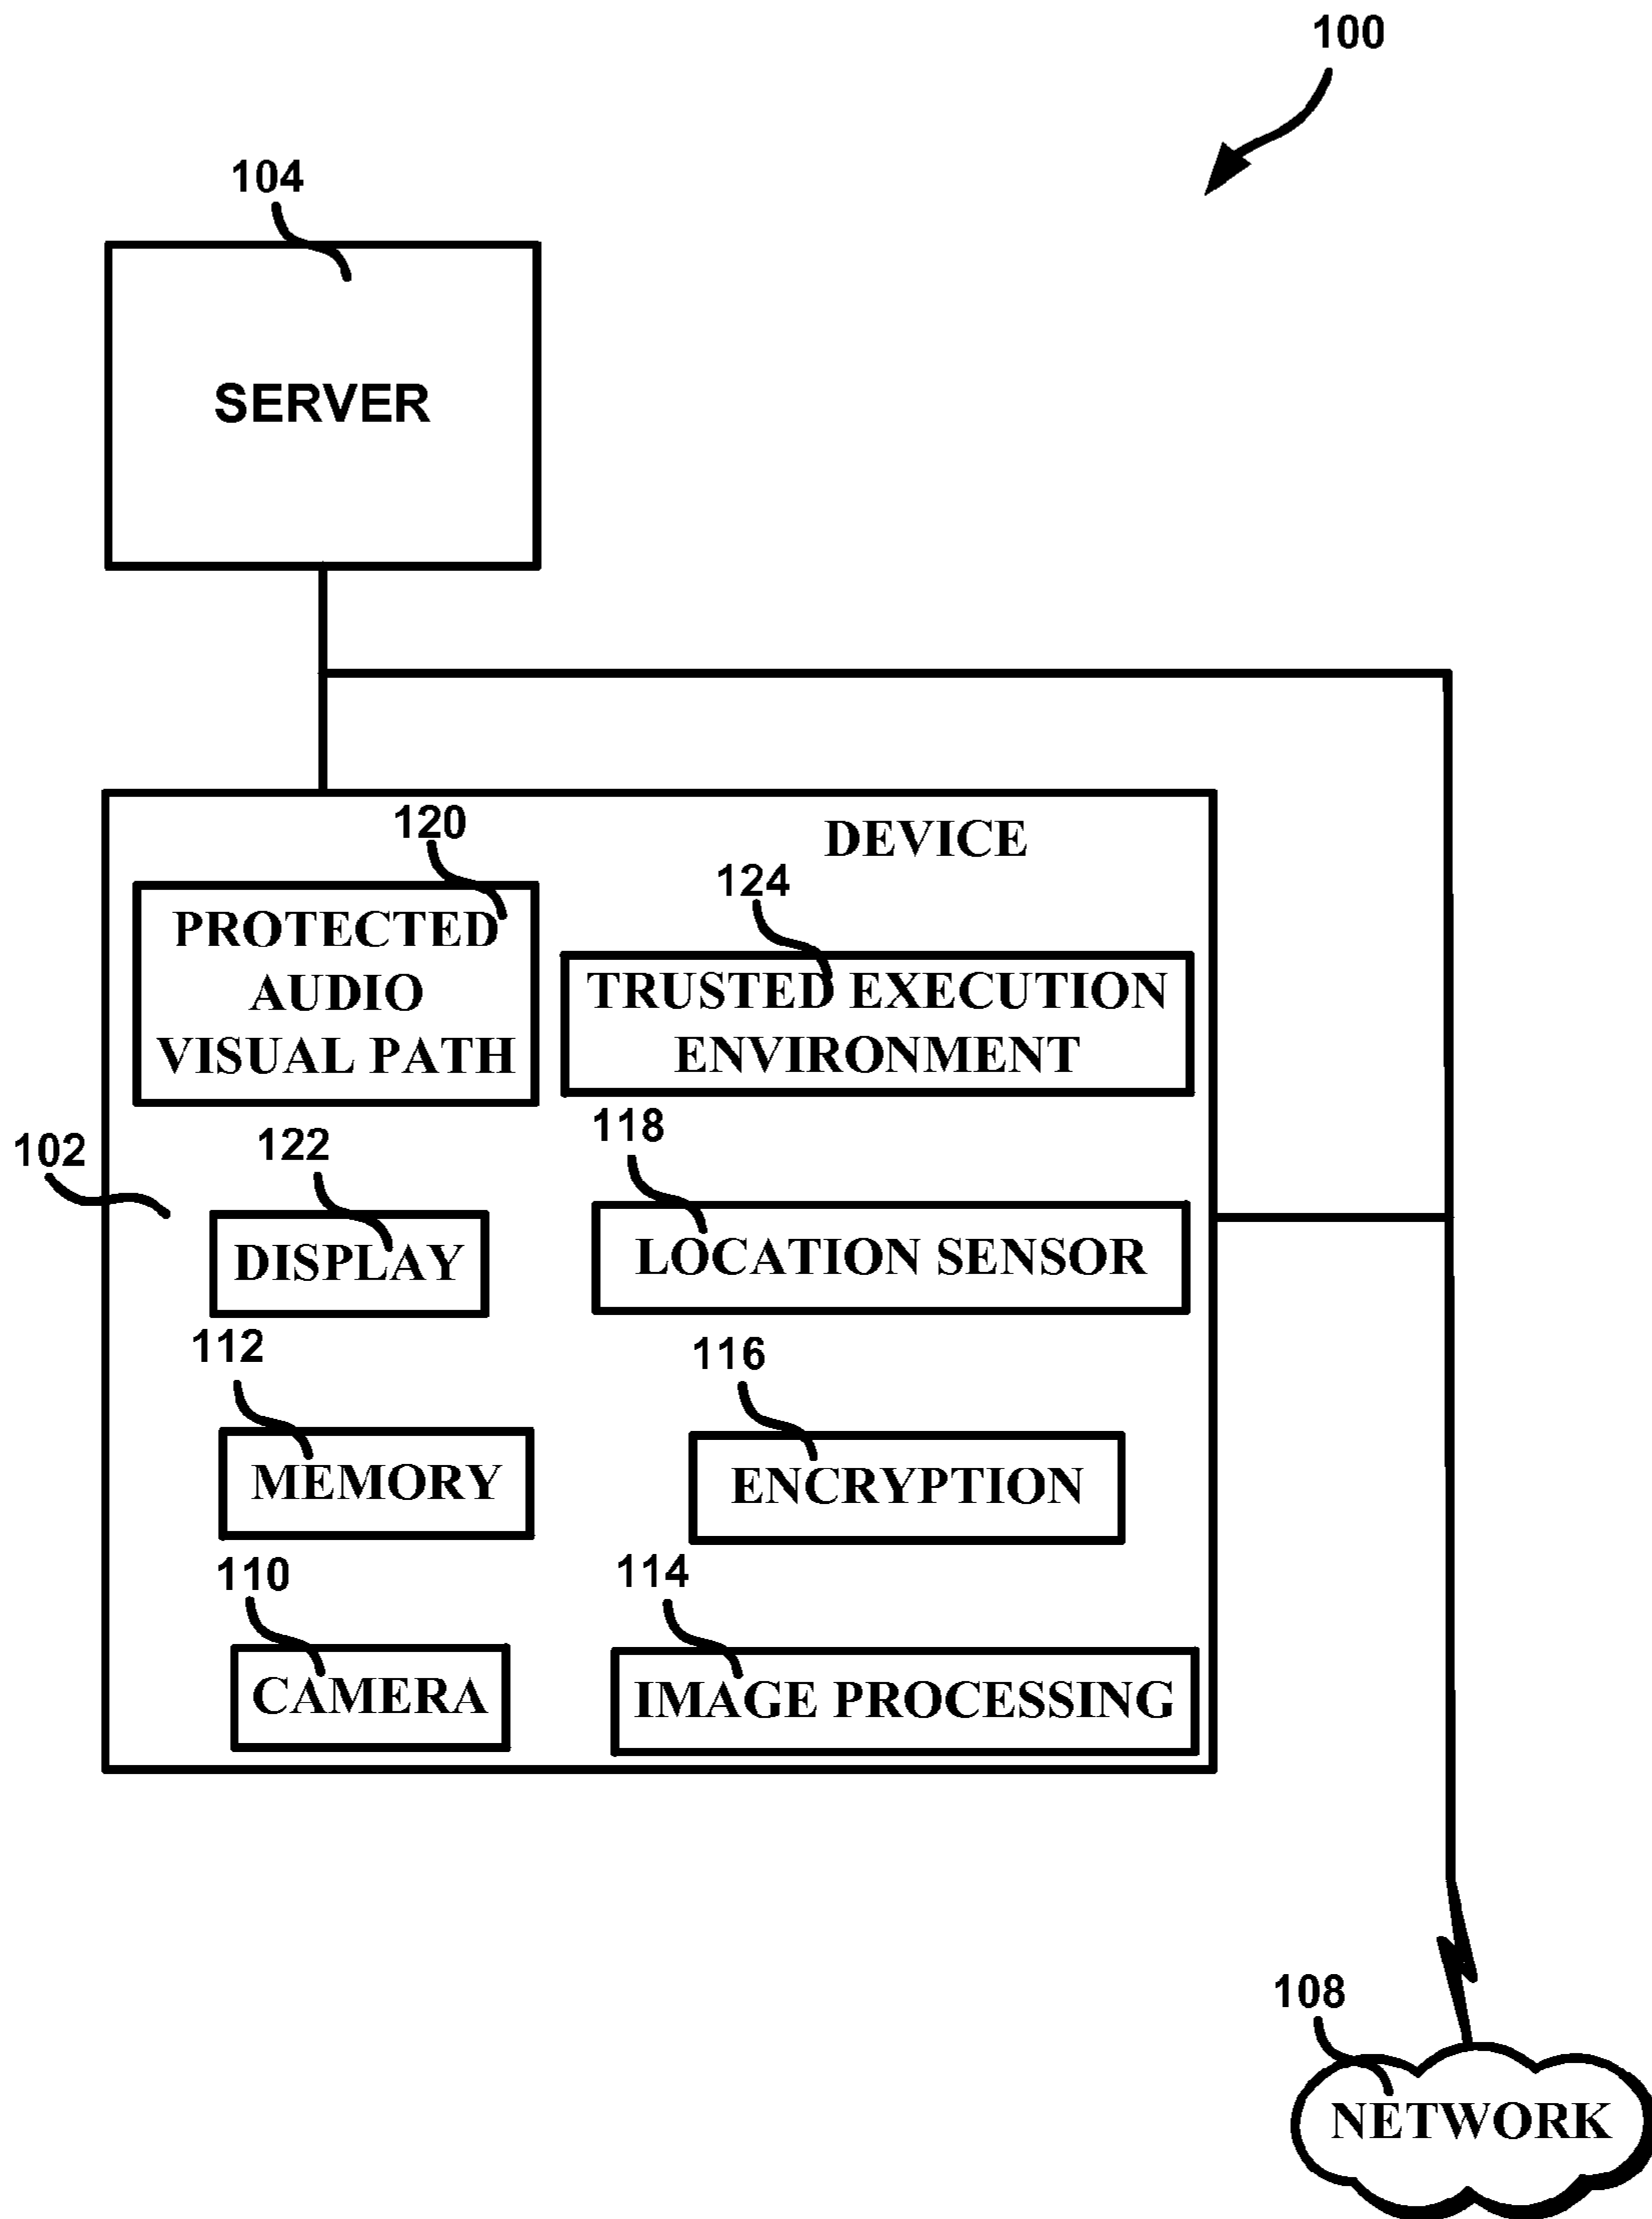 100
104
SERVER
120
DEVICE
124
PROTECTED
AUDIO
VISUAL PATH
TRUSTED EXECUTION
ENVIRONMENT
102
122
118
DISPLAY
LOCATION SENSOR
112
116
MEMORY
ENCRYPTION
110
114
CAMERA
IMAGE PROCESSING
108
NETWORK